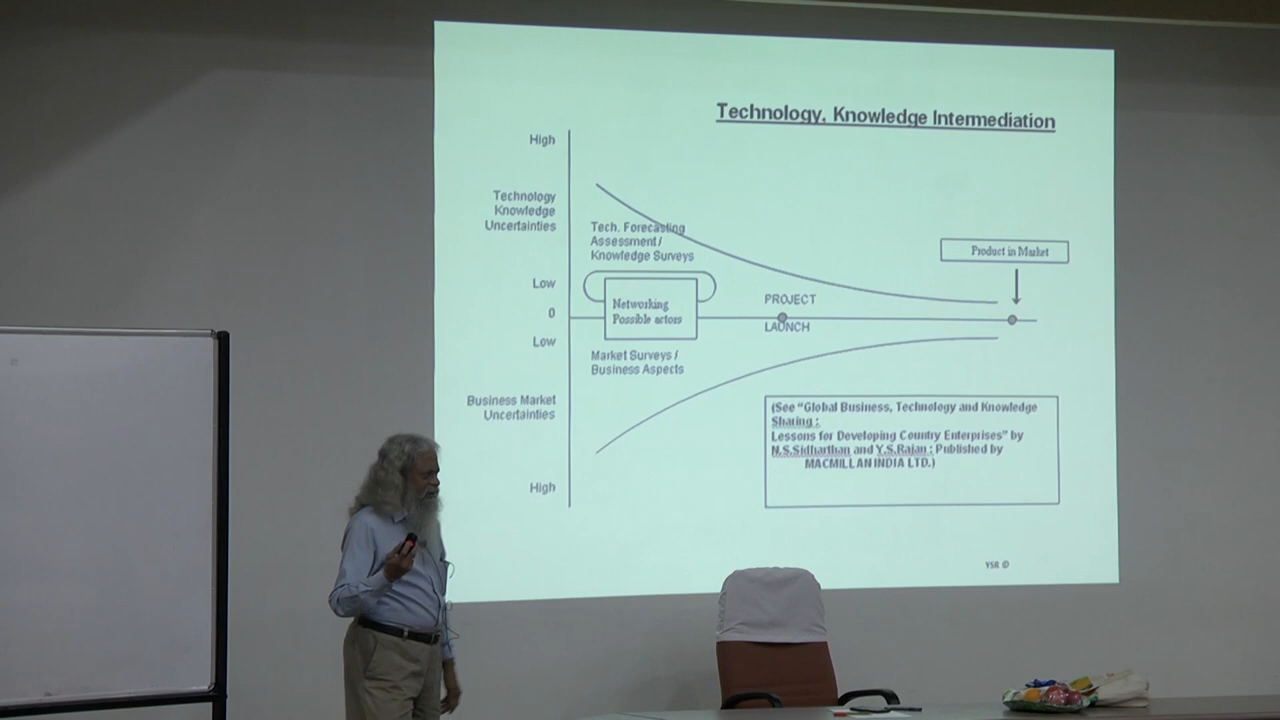 Technology, Knowledge Intermediation
High
Technology
Knowledge
Uncertainties
Tech. Forecasting
Assessment /
Knowledge Surveys
Product in Market
Low
Networking
Possible actors
PROJECT
0
LAUNCH
Low
Market Surveys /
Business Aspects
Business Market
Uncertainties
(See "Global Business, Technology and Knowledge
Sharing :
Lessons for Developing Country Enterprises" by
N.S.Sidharthan and Y.S.Rajan : Published by
MACMILLAN INDIA LTD.)
High
YSR ©